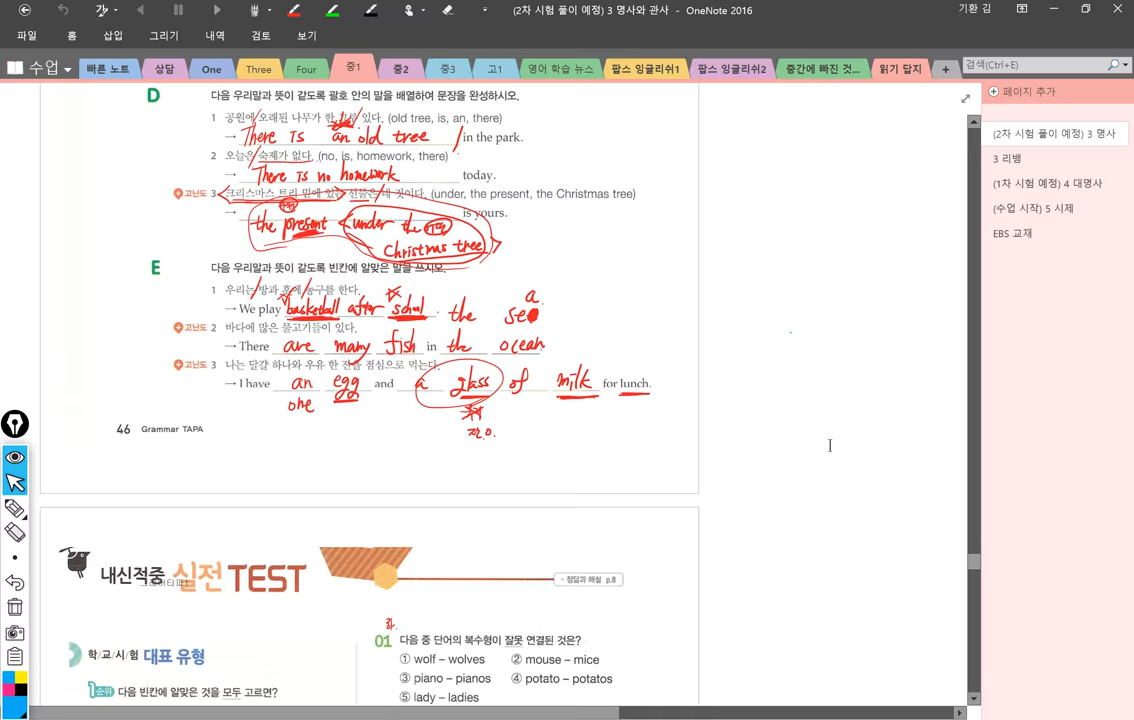 (2차 시험 풀이 예정) 3 명사와 관사 - OneNote 2016
기환 김
파일 홈 삽입 그리기 내역 검토 보기
수업 빠른 노트 상담 One Three Four 중1 중2 중3 고1 영어 학습 뉴스 팝스 잉글리쉬1 팝스 잉글리쉬2 중간에 빠진 것... 읽기 답지 + 검색(Ctrl+E)
페이지 추가
(2차 시험 풀이 예정) 3 명사
3 리뱅
(1차 시험 예정) 4 대명사
(수업 시작) 5 시제
EBS 교재
D 다음 우리말과 뜻이 같도록 괄호 안의 말을 배열하여 문장을 완성하시오.
1 공원에 오래된 나무가 한 그루 있다. (old tree, is, an, there)
→ There is an old tree in the park.
2 오늘은 숙제가 없다. (no, is, homework, there)
→ There is no homework today.
고난도 3 크리스마스 트리 밑에 있는 선물은 내 것이다. (under, the present, the Christmas tree)
→ the present under the is yours.
Christmas tree
E 다음 우리말과 뜻이 같도록 빈칸에 알맞은 말을 쓰시오.
1 우리는 방과 후에 농구를 한다.
→ We play basketball after school. the sea
고난도 2 바다에 많은 물고기들이 있다.
→ There are many fish in the ocean.
고난도 3 나는 달걀 하나와 우유 한 잔을 점심으로 먹는다.
→ I have an egg and a glass of milk for lunch.
one
46 Grammar TAPA
내신적중 실전 TEST
그래머타파1
- 정답과 해설 p.8
학/교/시/험 대표 유형
1순위 다음 빈칸에 알맞은 것을 모두 고르면?
01 다음 중 단어의 복수형이 잘못 연결된 것은?
① wolf – wolves ② mouse – mice
③ piano – pianos ④ potato – potatos
⑤ lady – ladies